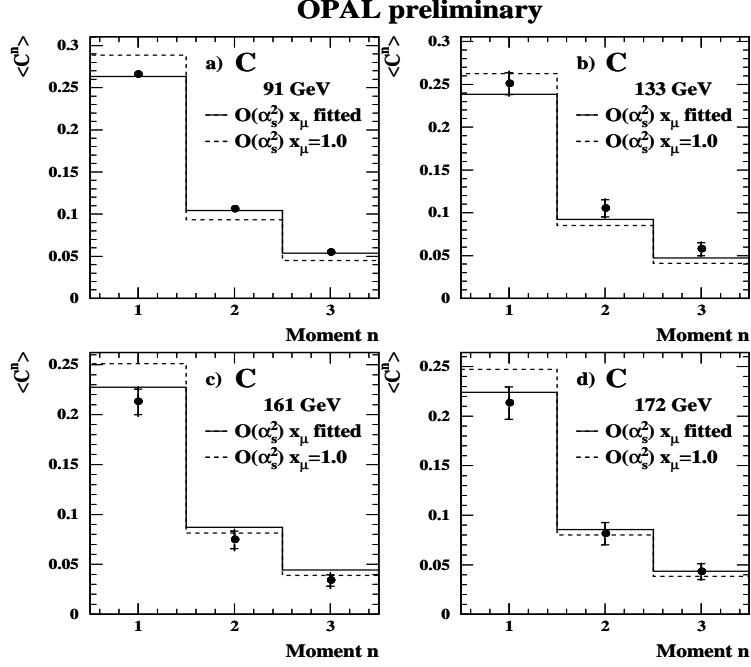 OPAL preliminary
<Cⁿ>
0.3
0.25
0.2
0.15
0.1
0.05
0
a) C
91 GeV
O(αₛ²) xμ fitted
O(αₛ²) xμ=1.0
1 2 3
Moment n
<Cⁿ>
0.3
0.25
0.2
0.15
0.1
0.05
0
b) C
133 GeV
O(αₛ²) xμ fitted
O(αₛ²) xμ=1.0
1 2 3
Moment n
<Cⁿ>
0.25
0.2
0.15
0.1
0.05
0
c) C
161 GeV
O(αₛ²) xμ fitted
O(αₛ²) xμ=1.0
1 2 3
Moment n
<Cⁿ>
0.25
0.2
0.15
0.1
0.05
0
d) C
172 GeV
O(αₛ²) xμ fitted
O(αₛ²) xμ=1.0
1 2 3
Moment n